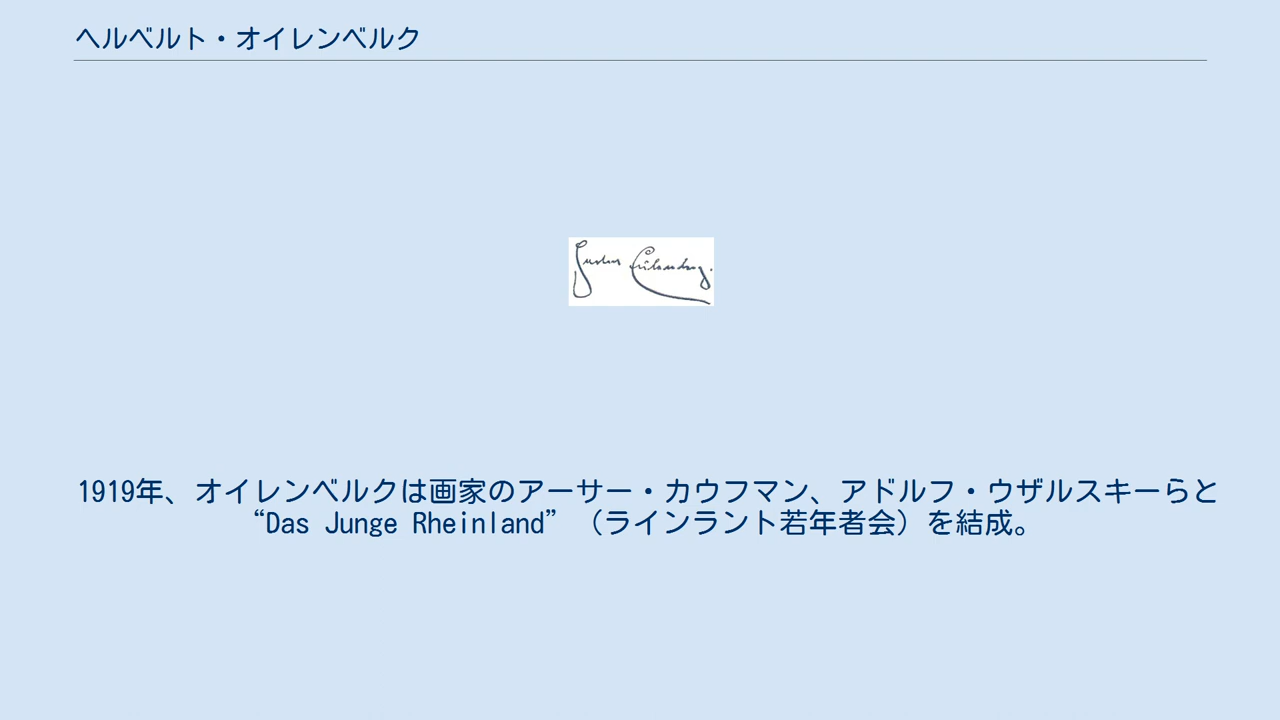 ヘルベルト・オイレンベルク
Herbert Eulenberg.
1919年、オイレンベルクは画家のアーサー・カウフマン、アドルフ・ウザルスキーらと
“Das Junge Rheinland”（ラインラント若年者会）を結成。